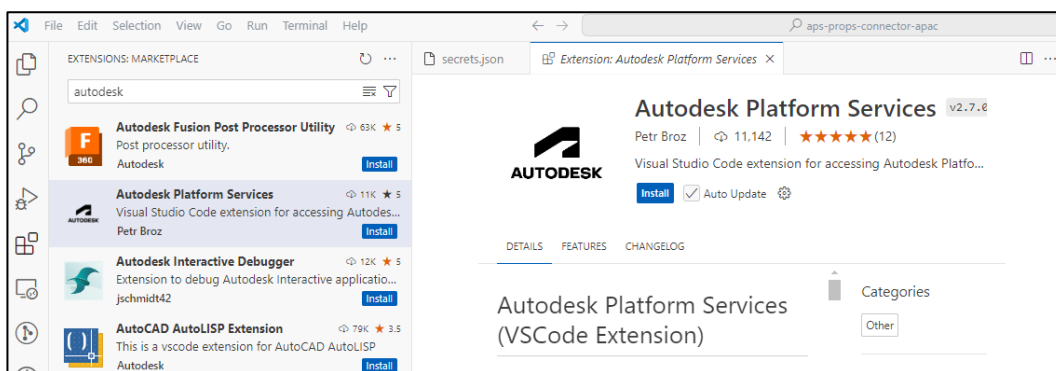 File Edit Selection View Go Run Terminal Help
aps-props-connector-apac
EXTENSIONS: MARKETPLACE
autodesk
F
360
Autodesk Fusion Post Processor Utility 63K ★ 5
Post processor utility.
Autodesk Install
AUTODESK
Autodesk Platform Services 11K ★ 5
Visual Studio Code extension for accessing Autodes...
Petr Broz Install
Autodesk Interactive Debugger 12K ★ 5
Extension to debug Autodesk Interactive applicatio...
jschmidt42 Install
AutoCAD AutoLISP Extension 79K ★ 3.5
This is a vscode extension for AutoCAD AutoLISP
Autodesk Install
secrets.json
Extension: Autodesk Platform Services
AUTODESK
Autodesk Platform Services
Petr Broz 11,142 ★★★★★(12)
Visual Studio Code extension for accessing Autodesk Platfo...
Install Auto Update
DETAILS FEATURES CHANGELOG
Autodesk Platform Services
(VSCode Extension)
Categories
Other